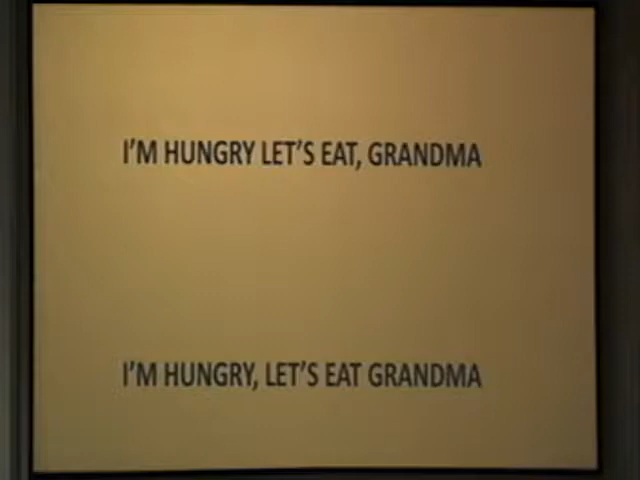 I'M HUNGRY LET'S EAT, GRANDMA
I'M HUNGRY, LET'S EAT GRANDMA